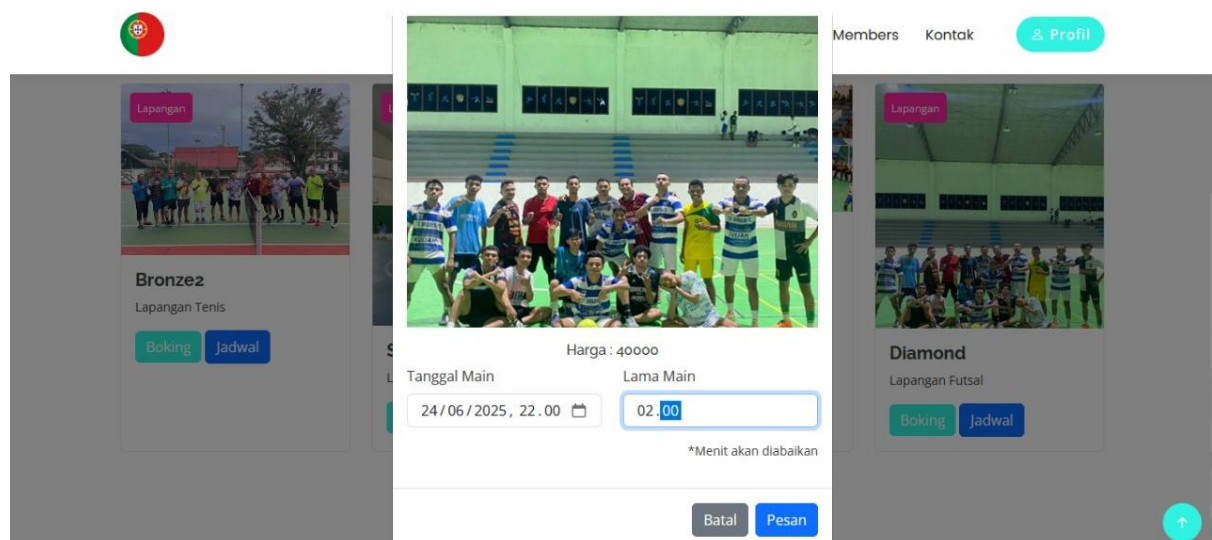 Members Kontak Profil
Lapangan
Bronze2
Lapangan Tenis
Boking Jadwal
Harga : 40000
Tanggal Main Lama Main
24/06/2025, 22.00 02.00
*Menit akan diabaikan
Batal Pesan
Lapangan
Diamond
Lapangan Futsal
Boking Jadwal